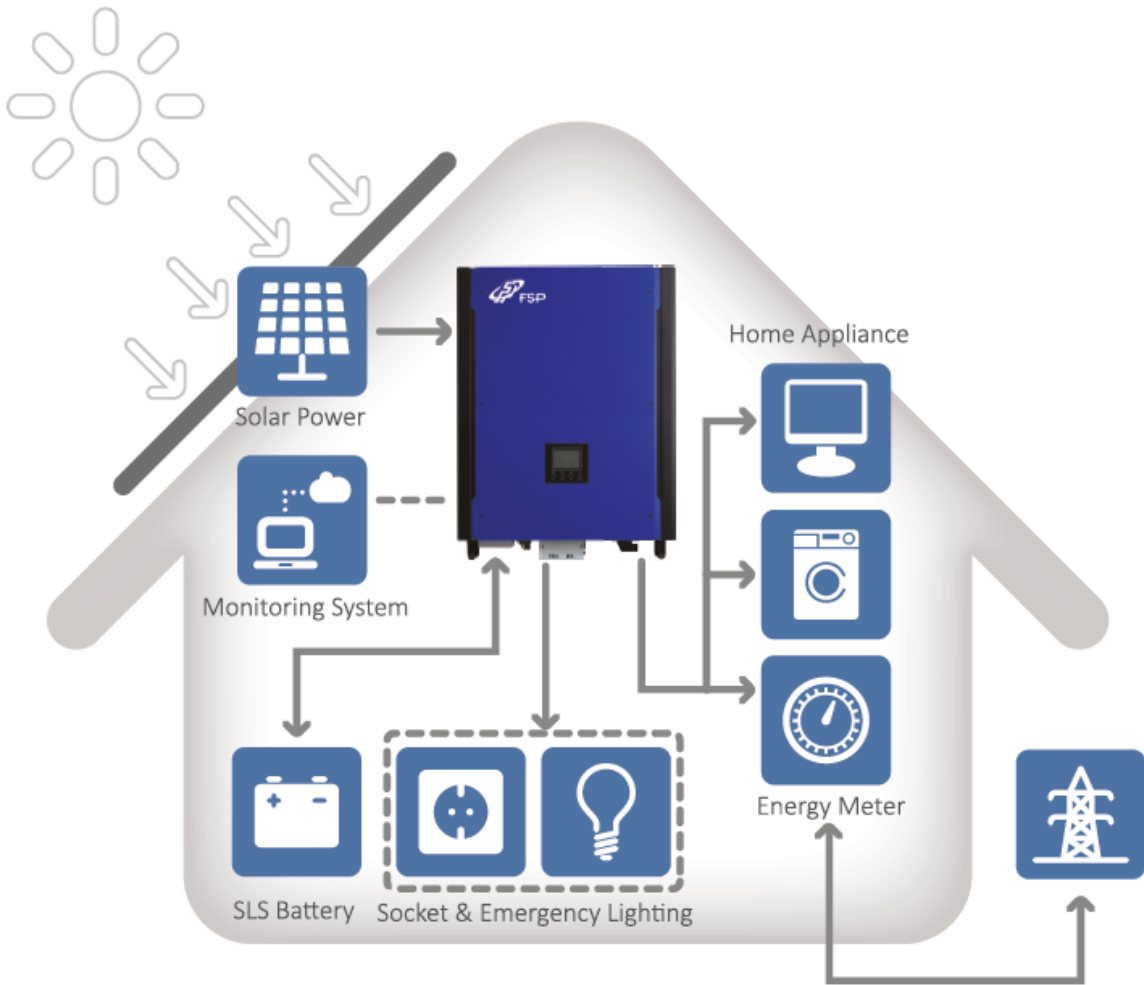 FSP
Home Appliance
Solar Power
Monitoring System
Energy Meter
SLS Battery
Socket & Emergency Lighting